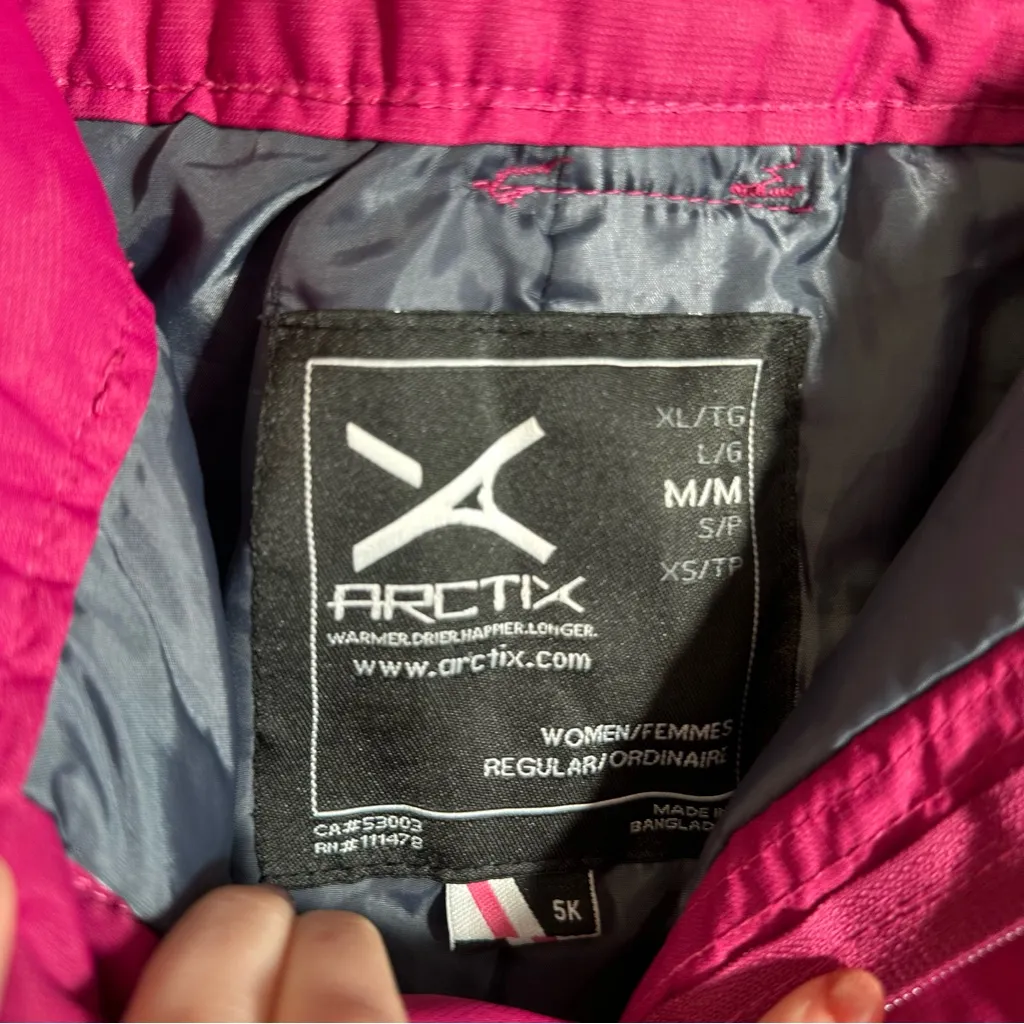 XL/TG
L/G
M/M
S/P
XS/TP
ARCTIX
WARMER.DRIER.HAPPIER.LONGER.
www.arctix.com
WOMEN/FEMMES
REGULAR/ORDINAIRE
CA#53003
RN#111478
MADE IN
5K